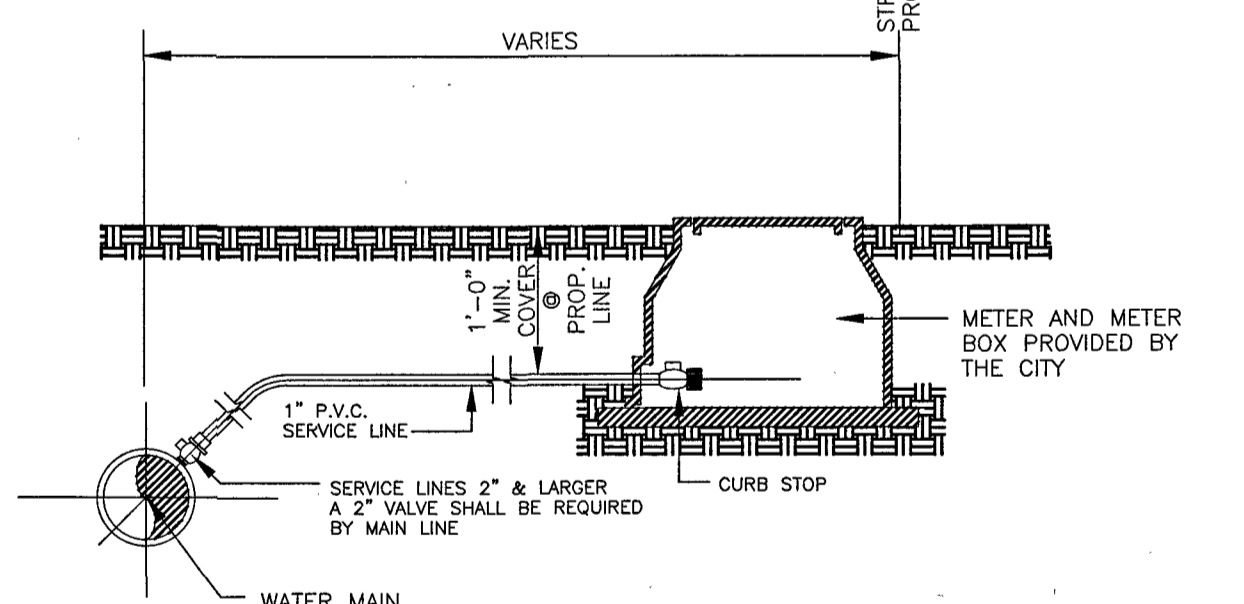 VARIES
1'-0"
MIN.
COVER
@
PROP.
LINE
METER AND METER
BOX PROVIDED BY
THE CITY
1" P.V.C.
SERVICE LINE
SERVICE LINES 2" & LARGER
A 2" VALVE SHALL BE REQUIRED
BY MAIN LINE
CURB STOP
WATER MAIN